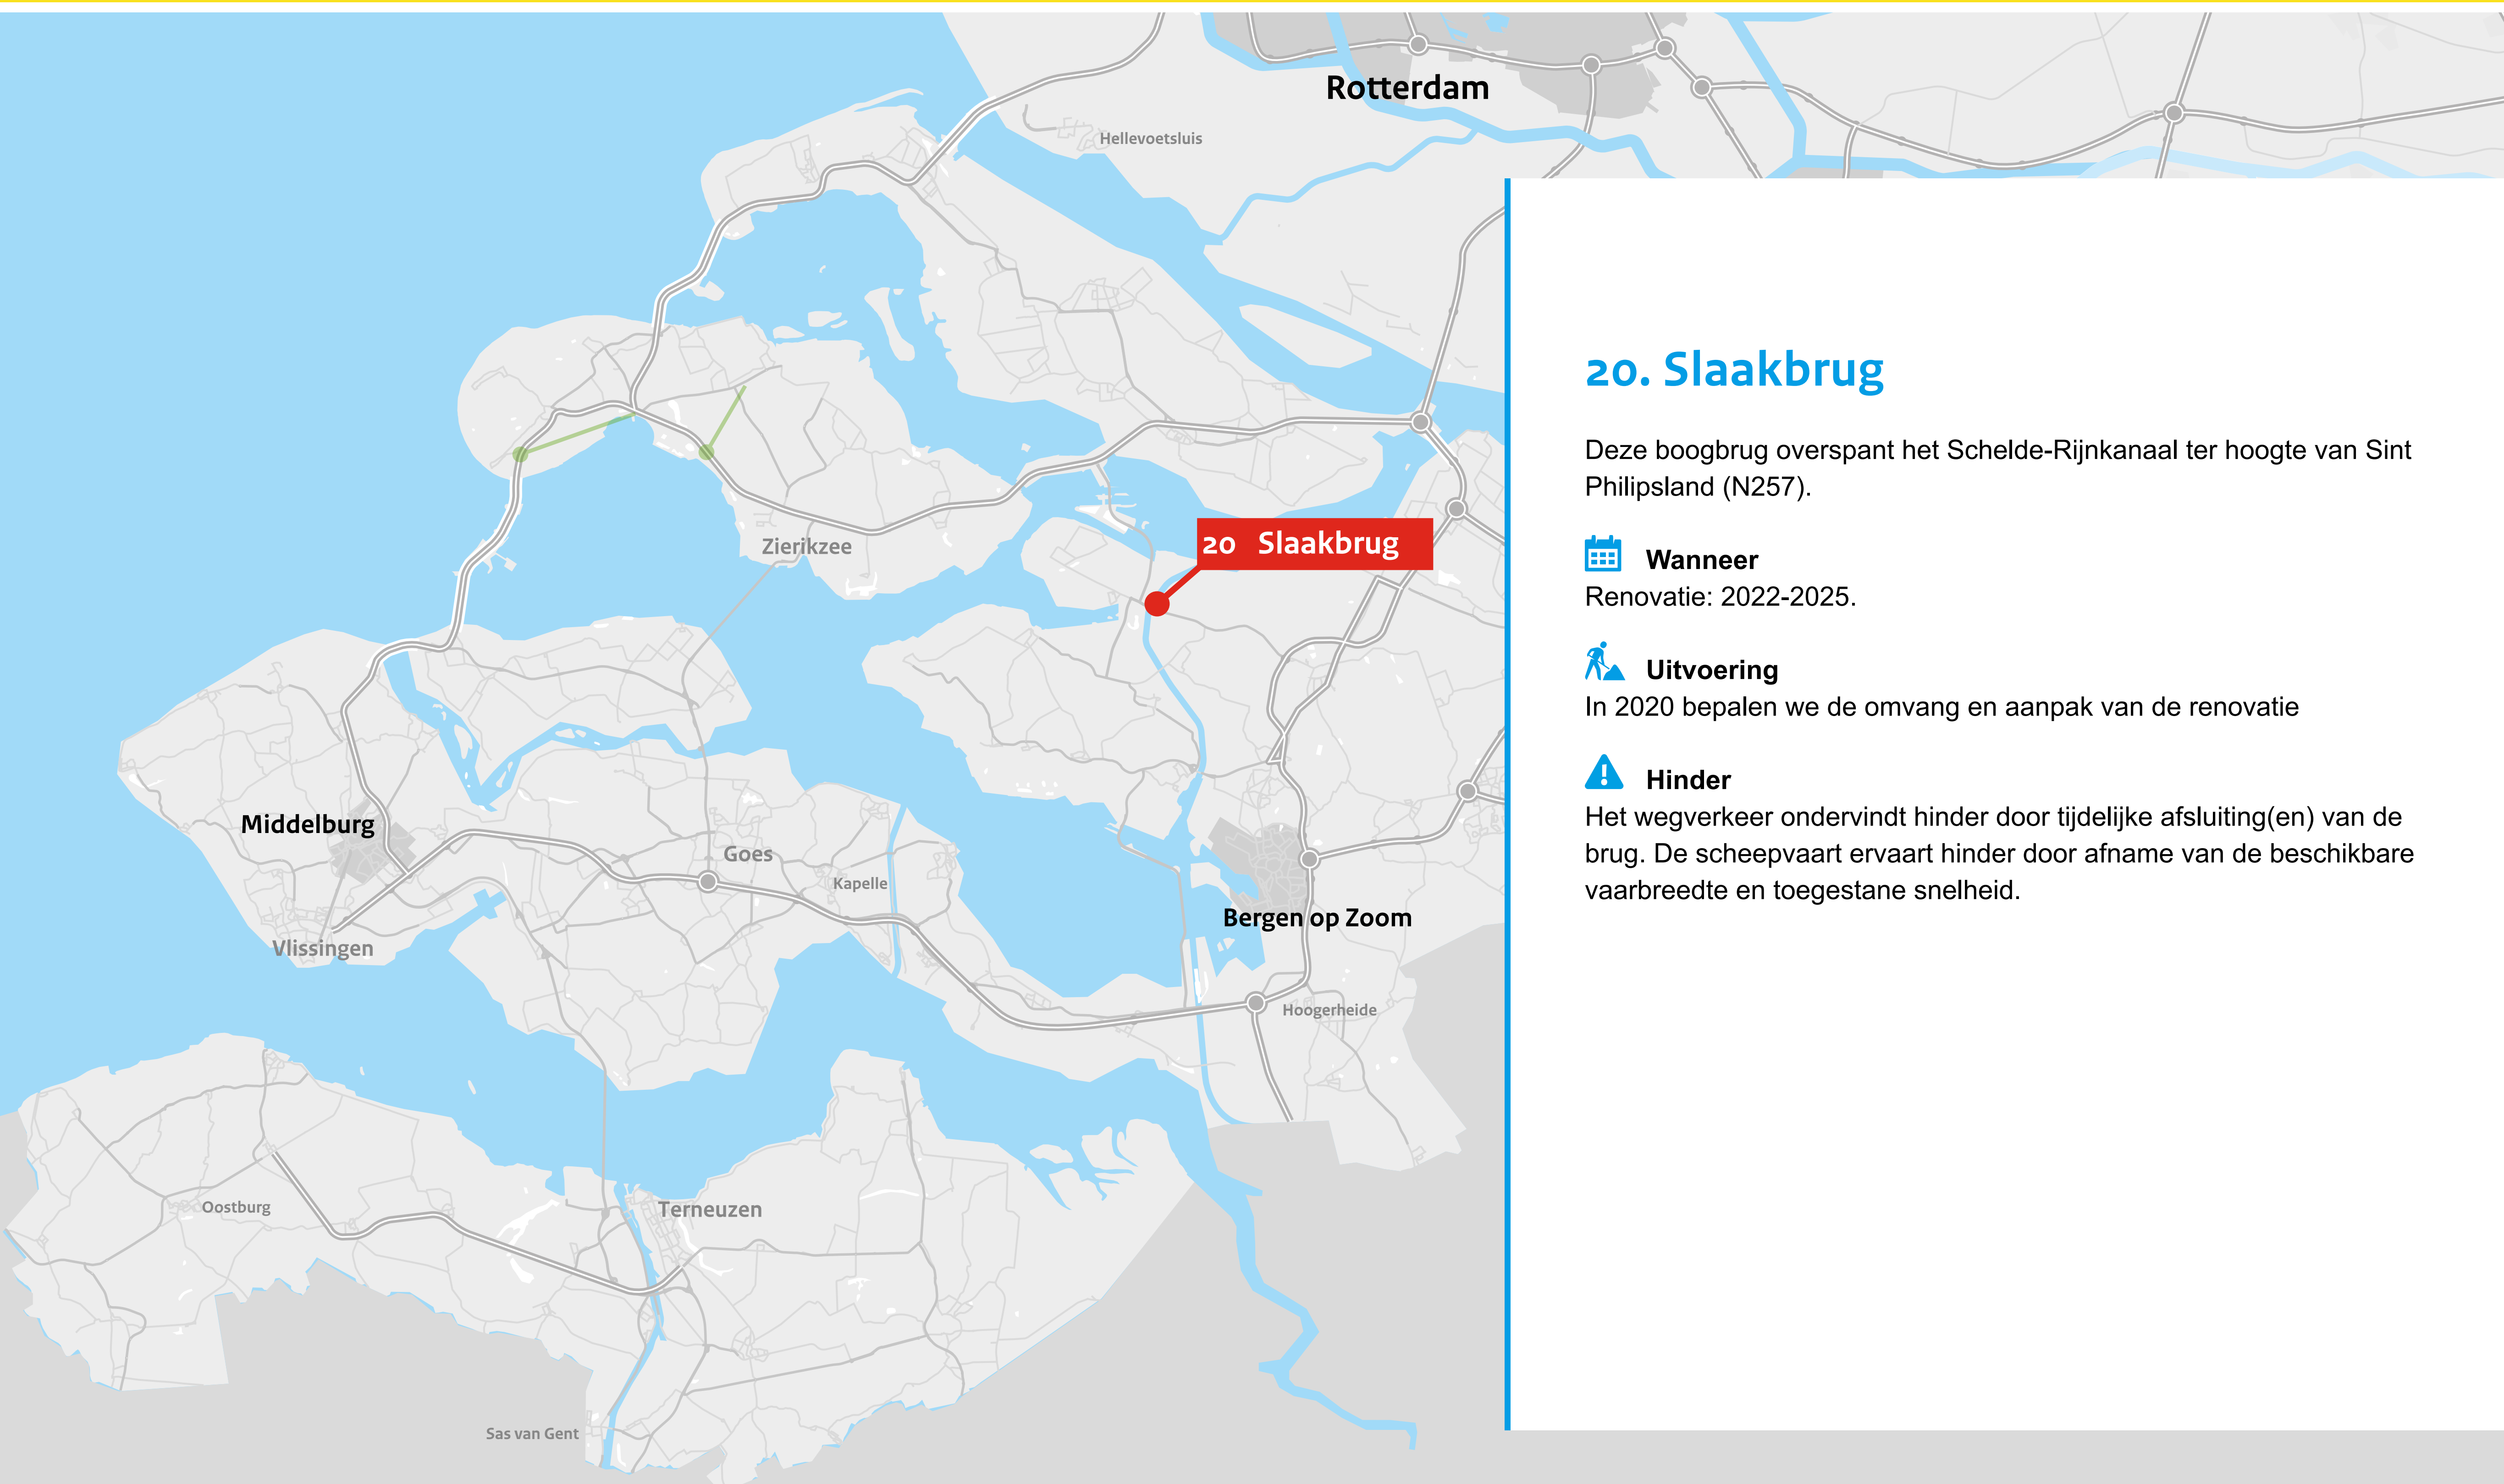 Rotterdam
Hellevoetsluis
Zierikzee
20 Slaakbrug
Middelburg
Goes
Kapelle
Vlissingen
Bergen op Zoom
Hoogerheide
Oostburg
Terneuzen
Sas van Gent
20. Slaakbrug
Deze boogbrug overspant het Schelde-Rijnkanaal ter hoogte van Sint
Philipsland (N257).
Wanneer
Renovatie: 2022-2025.
Uitvoering
In 2020 bepalen we de omvang en aanpak van de renovatie
Hinder
Het wegverkeer ondervindt hinder door tijdelijke afsluiting(en) van de
brug. De scheepvaart ervaart hinder door afname van de beschikbare
vaarbreedte en toegestane snelheid.